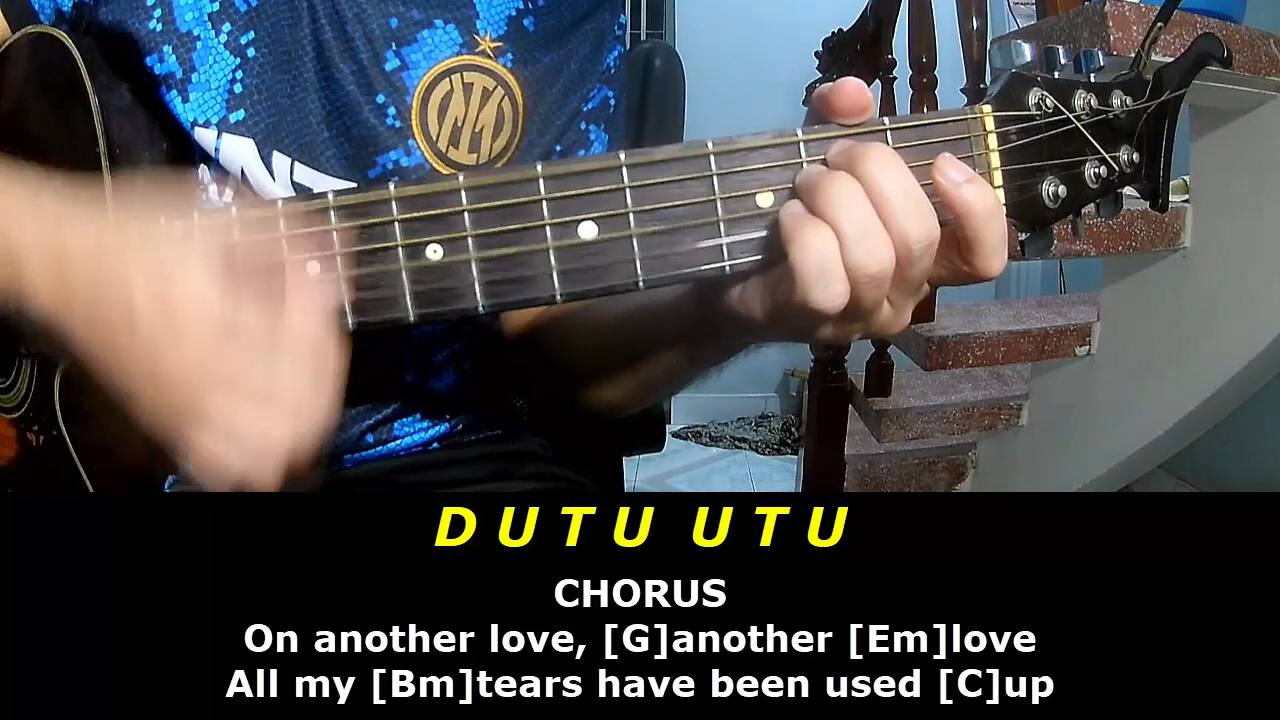 D U T U U T U
CHORUS
On another love, [G]another [Em]love
All my [Bm]tears have been used [C]up